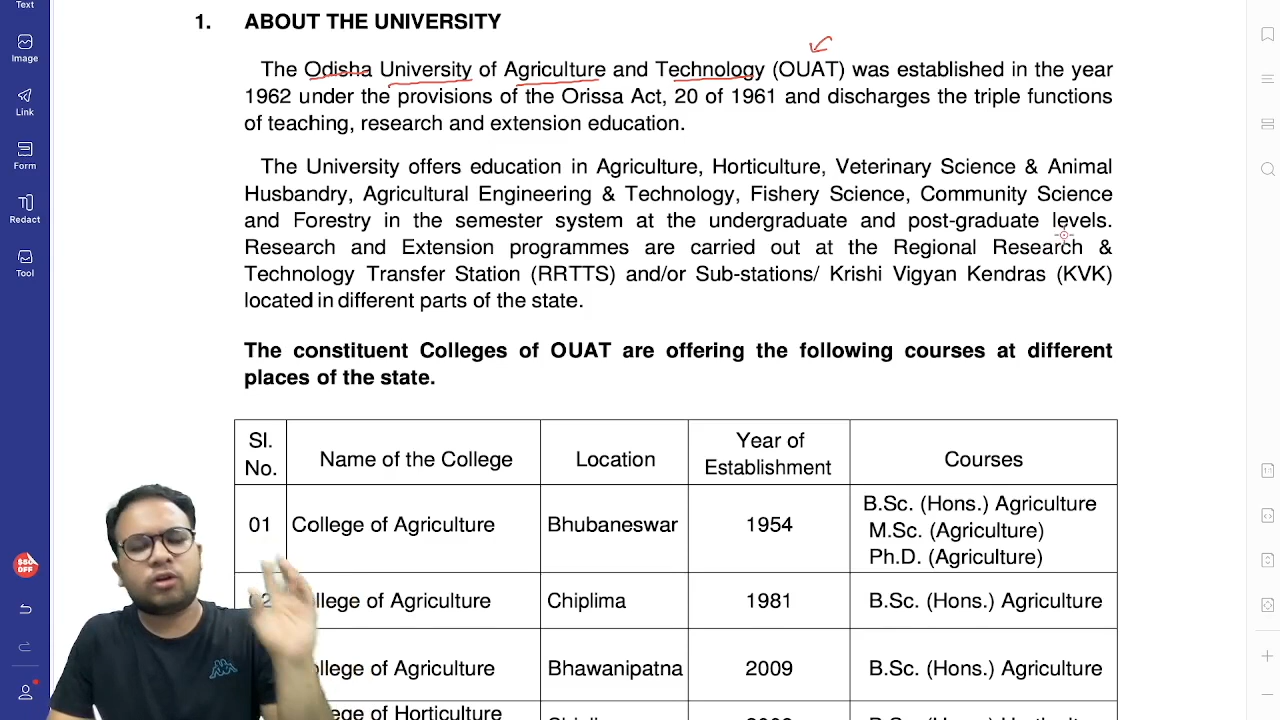 Text
Image
Link
Form
Redact
Tool
$80
OFF
1. ABOUT THE UNIVERSITY
The Odisha University of Agriculture and Technology (OUAT) was established in the year
1962 under the provisions of the Orissa Act, 20 of 1961 and discharges the triple functions
of teaching, research and extension education.
The University offers education in Agriculture, Horticulture, Veterinary Science & Animal
Husbandry, Agricultural Engineering & Technology, Fishery Science, Community Science
and Forestry in the semester system at the undergraduate and post-graduate levels.
Research and Extension programmes are carried out at the Regional Research &
Technology Transfer Station (RRTTS) and/or Sub-stations/ Krishi Vigyan Kendras (KVK)
located in different parts of the state.
The constituent Colleges of OUAT are offering the following courses at different
places of the state.
Sl. No. Name of the College Location Year of Establishment Courses
01 College of Agriculture Bhubaneswar 1954 B.Sc. (Hons.) Agriculture
M.Sc. (Agriculture)
Ph.D. (Agriculture)
of Agriculture Chiplima 1981 B.Sc. (Hons.) Agriculture
of Agriculture Bhawanipatna 2009 B.Sc. (Hons.) Agriculture
of Horticulture